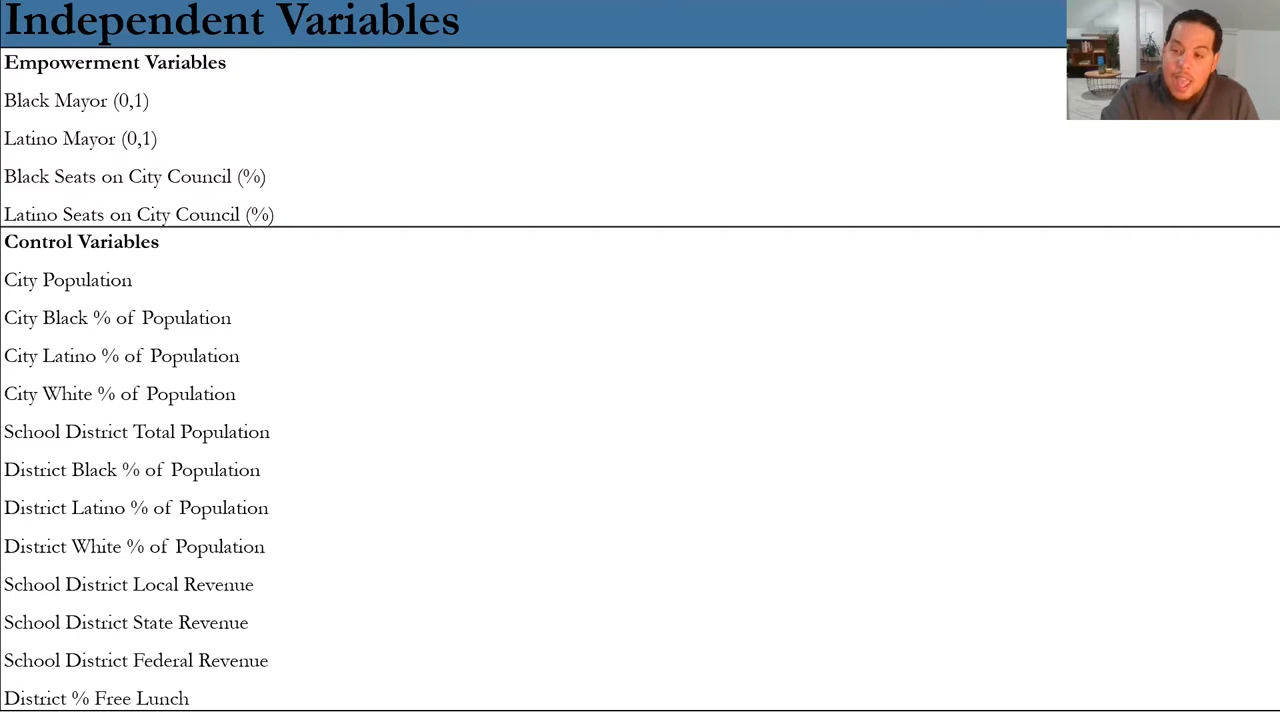 Independent Variables
Empowerment Variables
Black Mayor (0,1)
Latino Mayor (0,1)
Black Seats on City Council (%)
Latino Seats on City Council (%)
Control Variables
City Population
City Black % of Population
City Latino % of Population
City White % of Population
School District Total Population
District Black % of Population
District Latino % of Population
District White % of Population
School District Local Revenue
School District State Revenue
School District Federal Revenue
District % Free Lunch